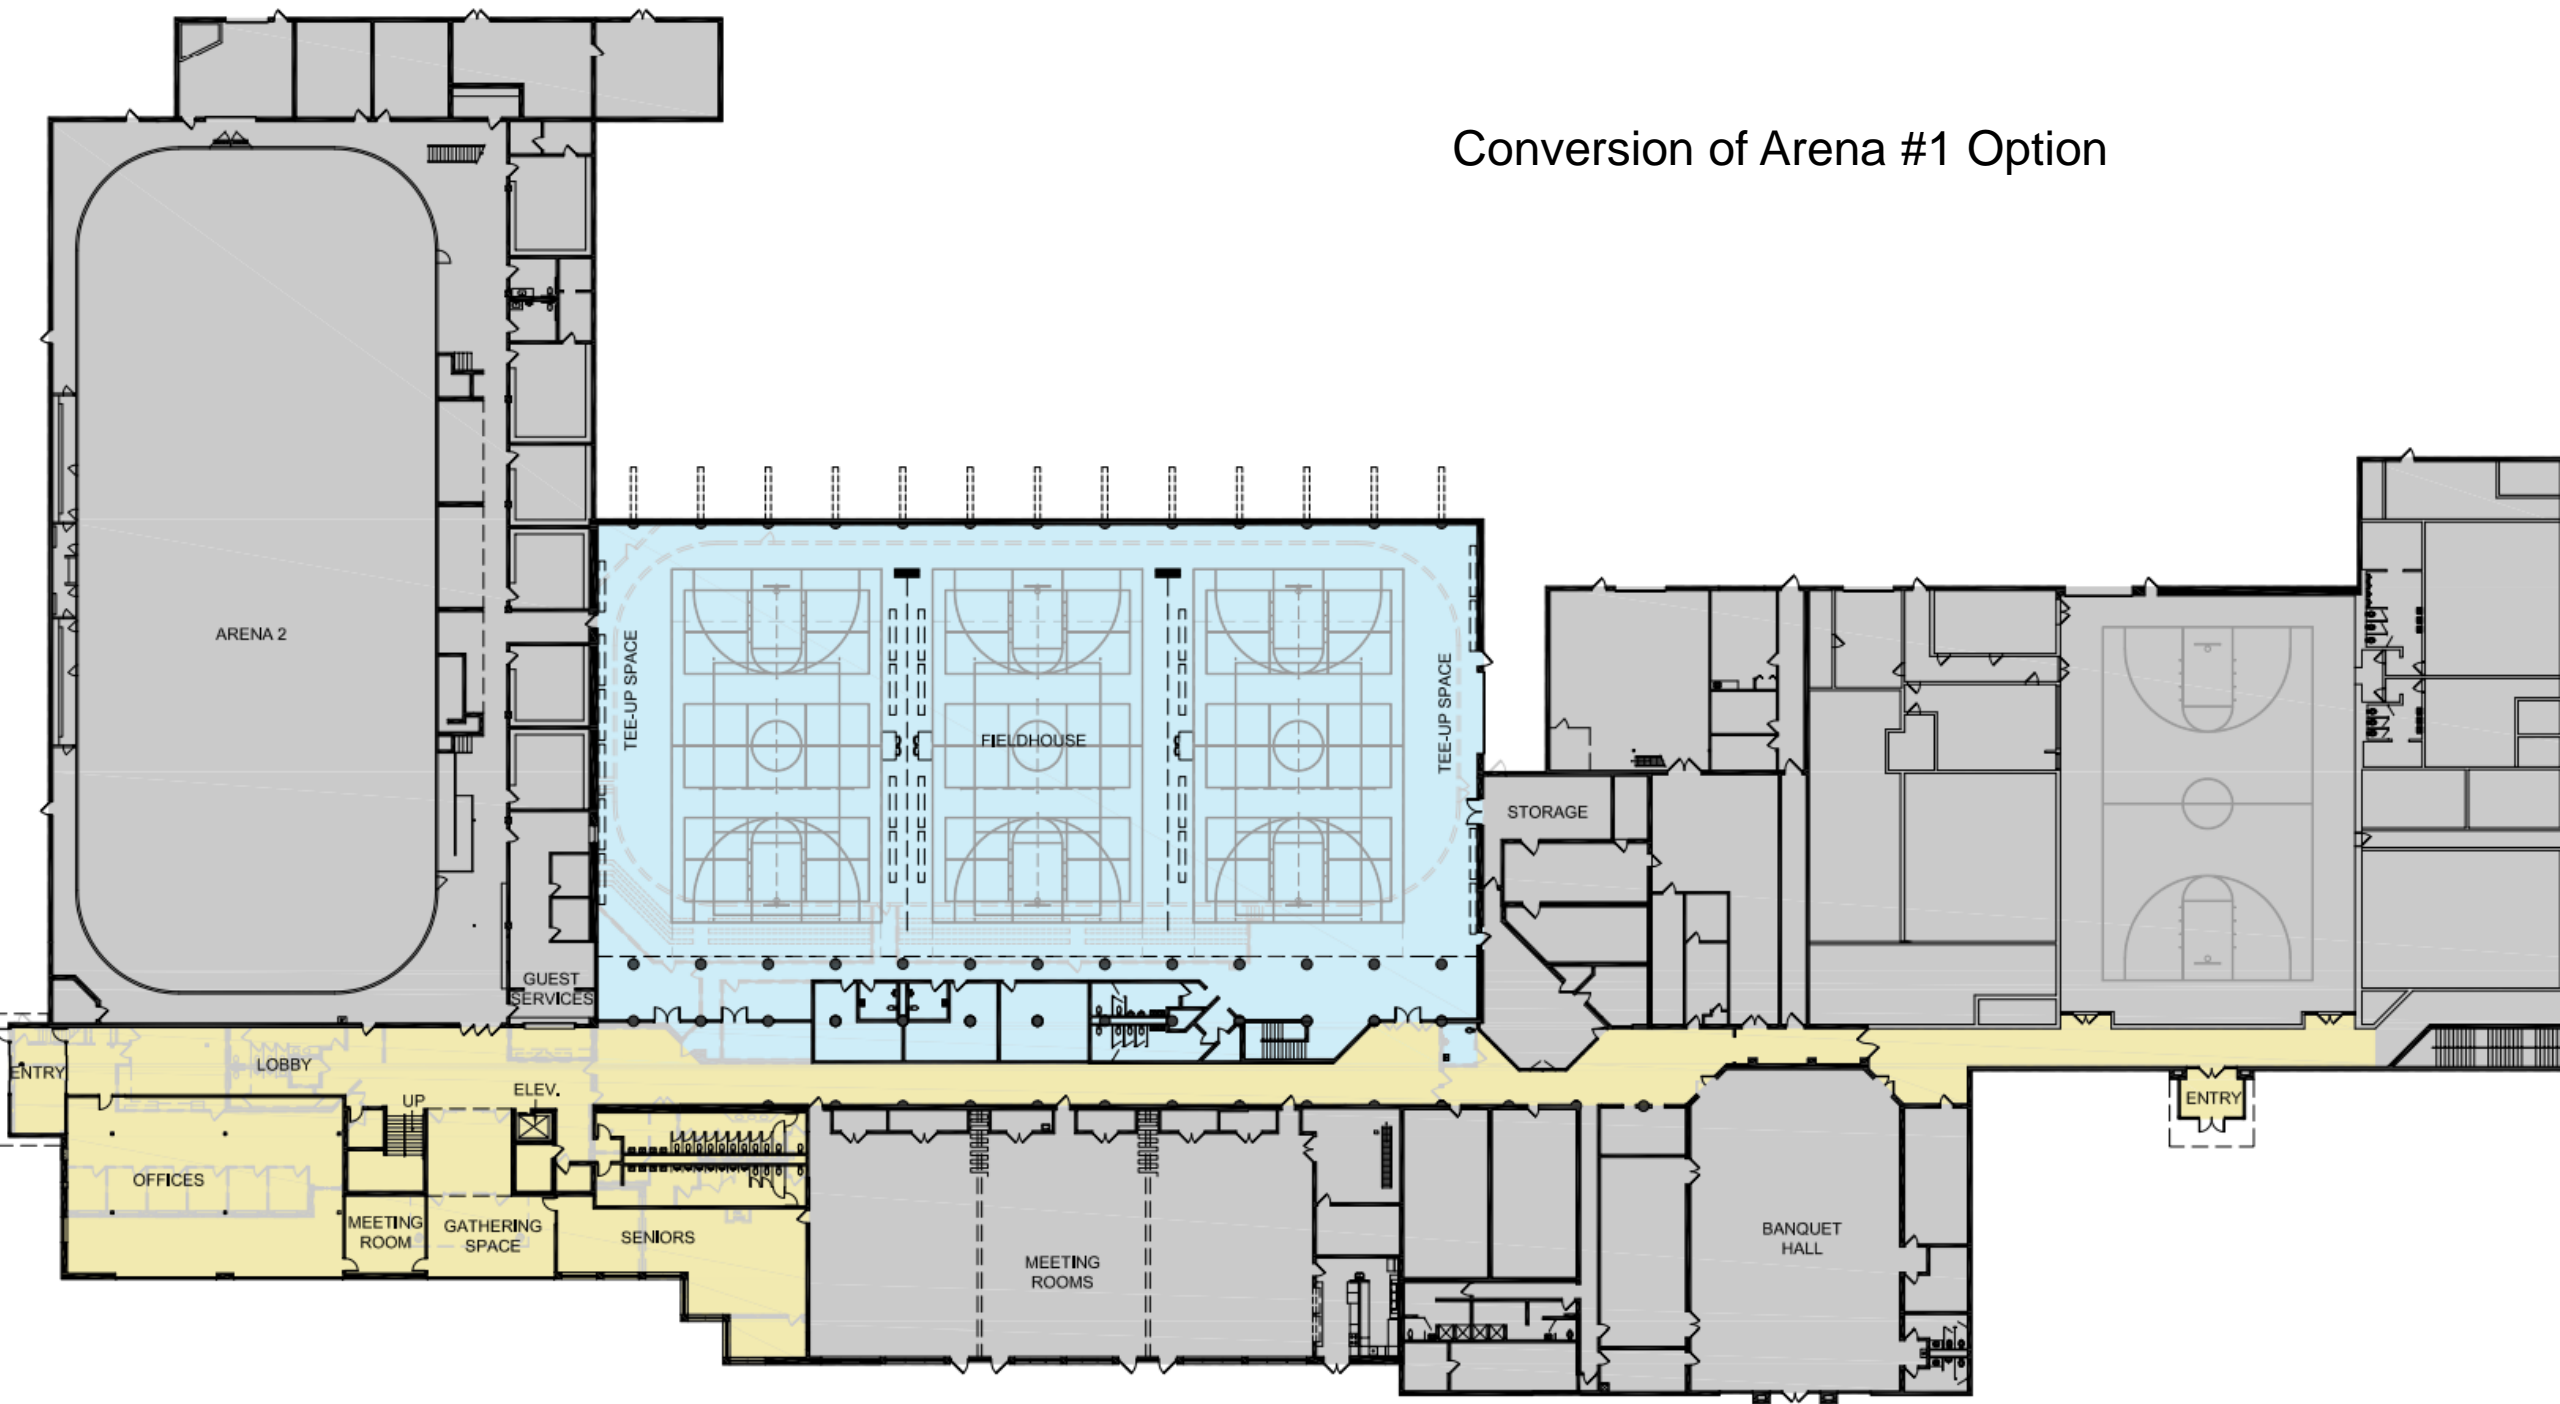 Conversion of Arena #1 Option
ARENA 2
TEE-UP SPACE
FIELDHOUSE
TEE-UP SPACE
STORAGE
GUEST
SERVICES
ENTRY
LOBBY
ELEV.
UP
ENTRY
OFFICES
MEETING
ROOM
GATHERING
SPACE
SENIORS
MEETING
ROOMS
BANQUET
HALL